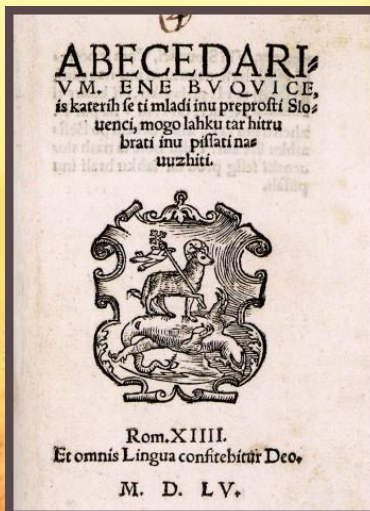 ABECEDARI⸗
VM. ENE BVQVICE,
is katerih ſe ti mladi inu preproſti Slo⸗
uenci, mogo lahku tar hitru
brati inu piſſati na⸗
uuzhiti.
Rom. XIIII.
Et omnis Lingua confitebitur Deo.
M. D. LV.